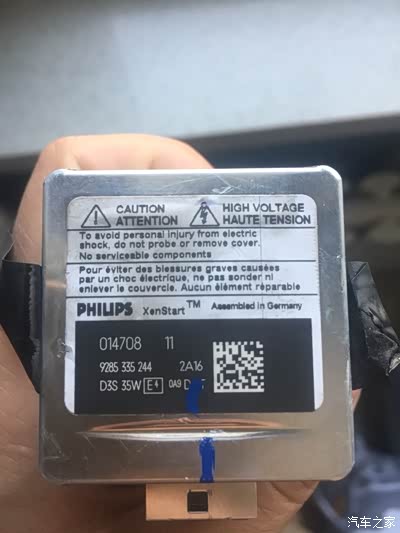 CAUTION
ATTENTION
HIGH VOLTAGE
HAUTE TENSION
To avoid personal injury from electric
shock, do not probe or remove cover.
No serviceable components
Pour éviter des blessures graves causées
par un choc électrique, ne pas sonder ni
enlever le couvercle. Aucun élément réparable
PHILIPS XenStart™ Assembled in Germany
014708 11
9285 335 244 2A16
D3S 35W E4 0A9
汽车之家